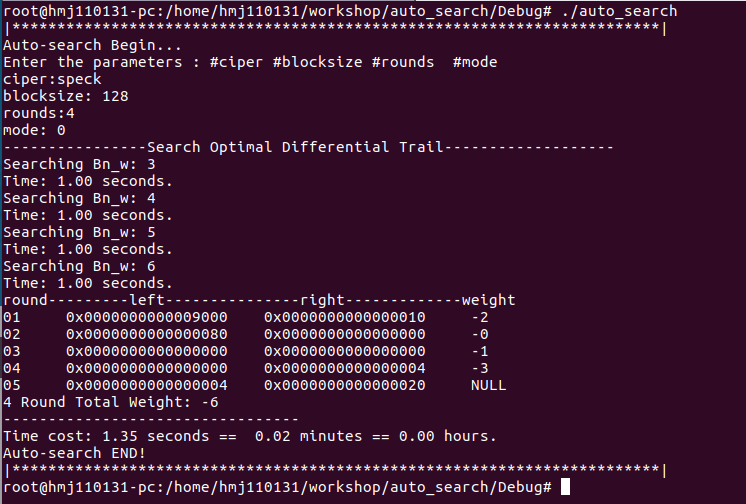 root@hmj110131-pc:/home/hmj110131/workshop/auto_search/Debug# ./auto_search
|************************************************************************|
Auto-search Begin...
Enter the parameters : #ciper #blocksize #rounds  #mode
ciper:speck
blocksize: 128
rounds:4
mode: 0
----------------Search Optimal Differential Trail-------------------
Searching Bn_w: 3
Time: 1.00 seconds.
Searching Bn_w: 4
Time: 1.00 seconds.
Searching Bn_w: 5
Time: 1.00 seconds.
Searching Bn_w: 6
Time: 1.00 seconds.
round---------left---------------right-------------weight
01     0x0000000000009000    0x0000000000000010     -2
02     0x0000000000000080    0x0000000000000000     -0
03     0x0000000000000000    0x0000000000000000     -1
04     0x0000000000000000    0x0000000000000004     -3
05     0x0000000000000004    0x0000000000000020     NULL
4 Round Total Weight: -6
---------------------------------
Time cost: 1.35 seconds ==  0.02 minutes == 0.00 hours.
Auto-search END!
|************************************************************************|
root@hmj110131-pc:/home/hmj110131/workshop/auto_search/Debug#